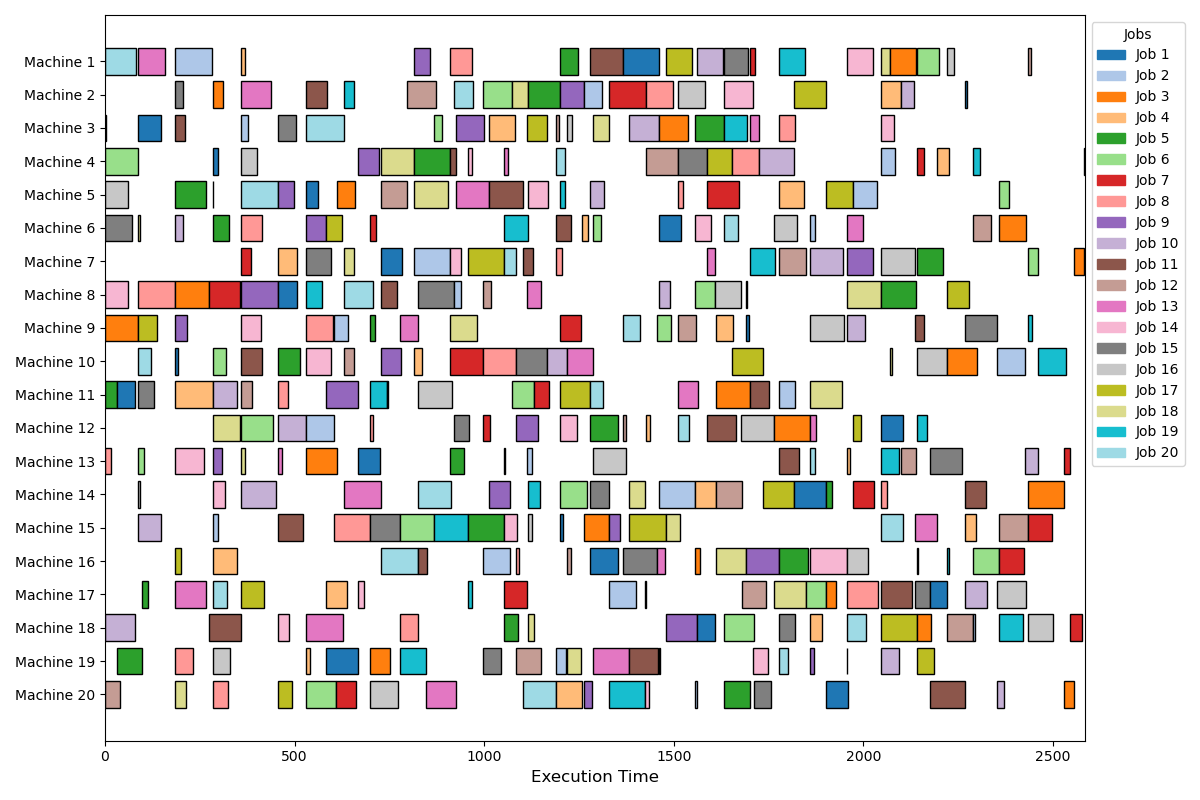 Machine 1
Machine 2
Machine 3
Machine 4
Machine 5
Machine 6
Machine 7
Machine 8
Machine 9
Machine 10
Machine 11
Machine 12
Machine 13
Machine 14
Machine 15
Machine 16
Machine 17
Machine 18
Machine 19
Machine 20
0 500 1000 1500 2000 2500
Execution Time
Jobs
Job 1
Job 2
Job 3
Job 4
Job 5
Job 6
Job 7
Job 8
Job 9
Job 10
Job 11
Job 12
Job 13
Job 14
Job 15
Job 16
Job 17
Job 18
Job 19
Job 20